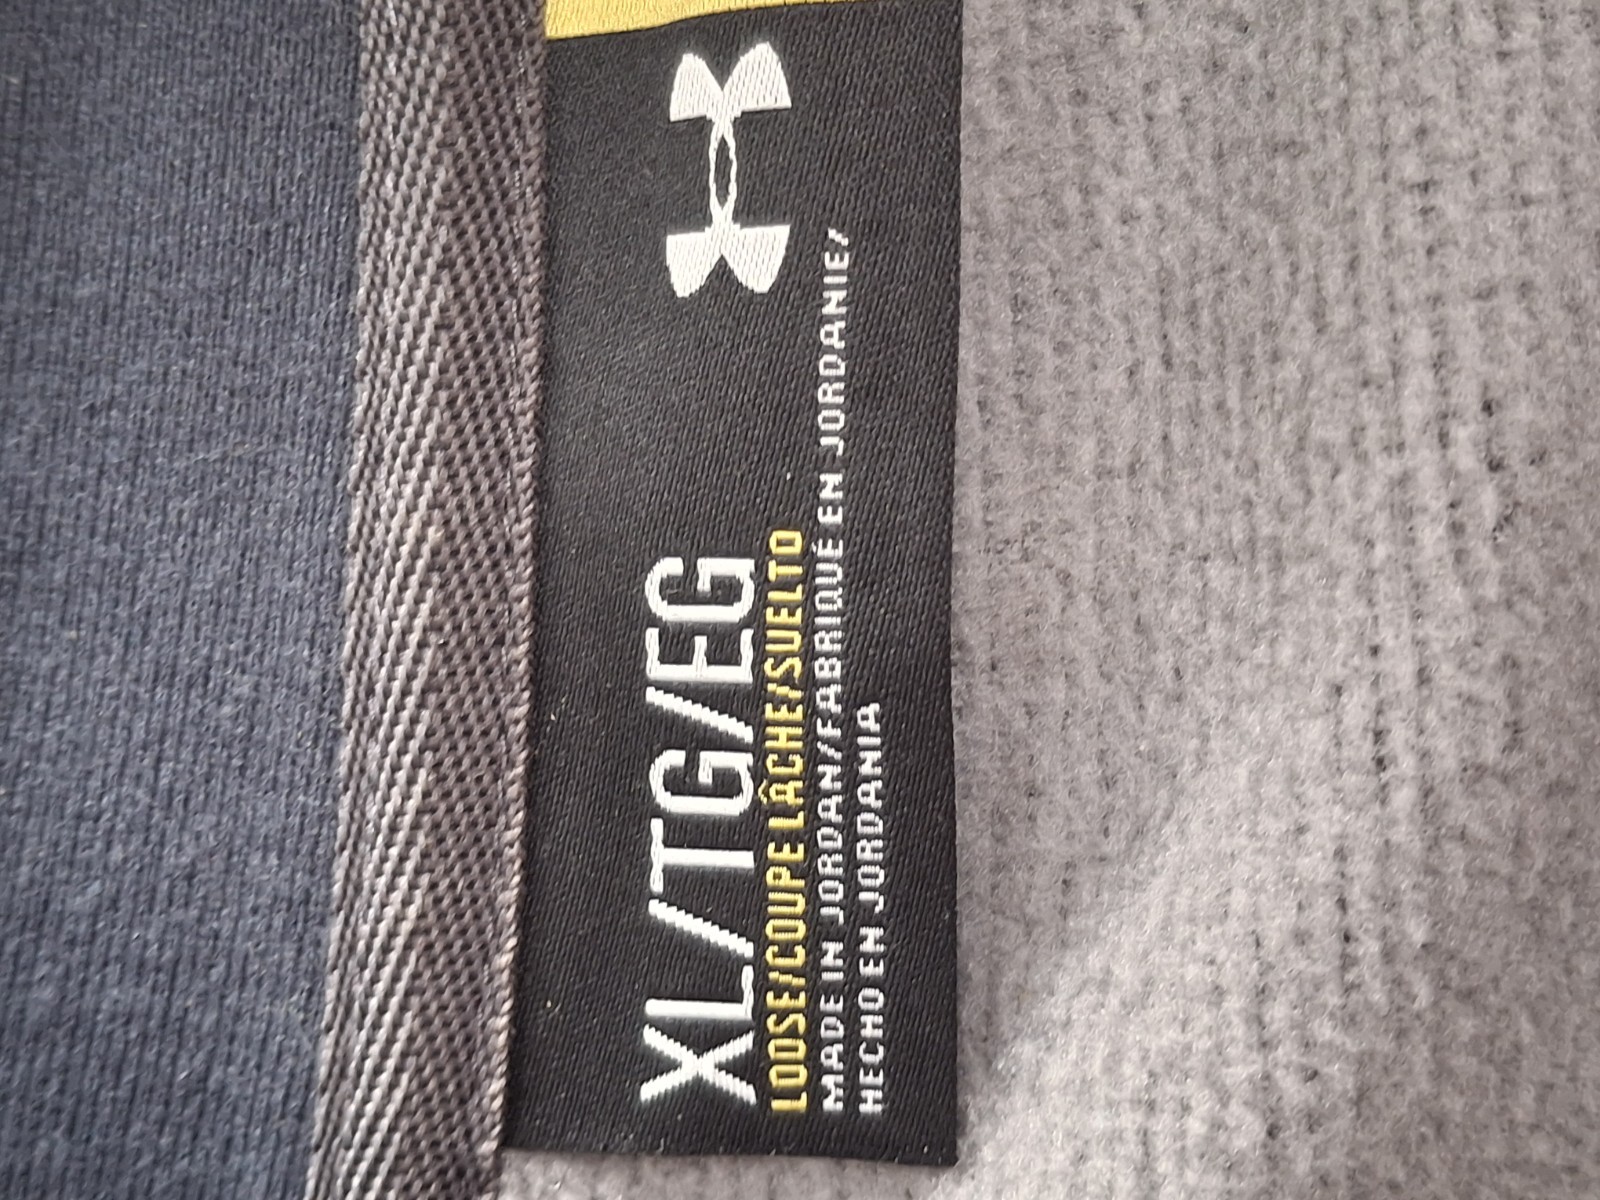 XL/TG/EG
LOOSE/COUPE LÂCHE/SUELTO
MADE IN JORDAN/FABRIQUÉ EN JORDANIE/
HECHO EN JORDANIA